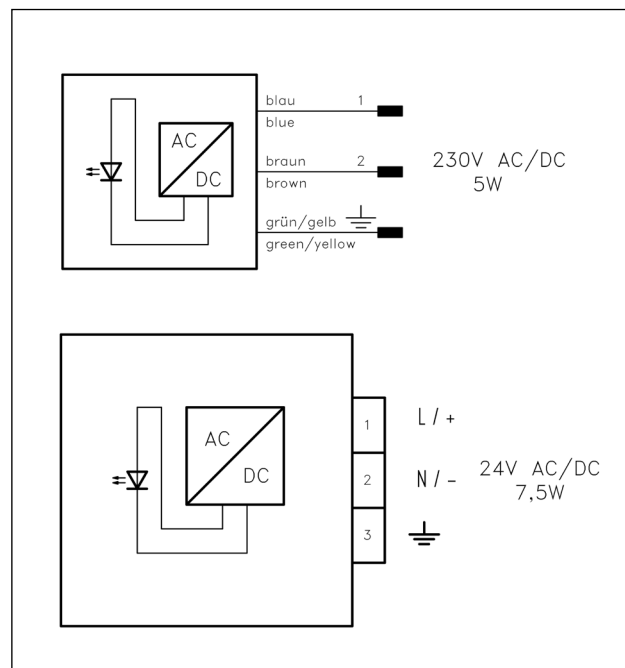 AC
DC
blau 1
blue
braun 2
brown
grün/gelb
green/yellow
230V AC/DC
5W
AC
DC
1 L / +
2 N / -
3
24V AC/DC
7,5W